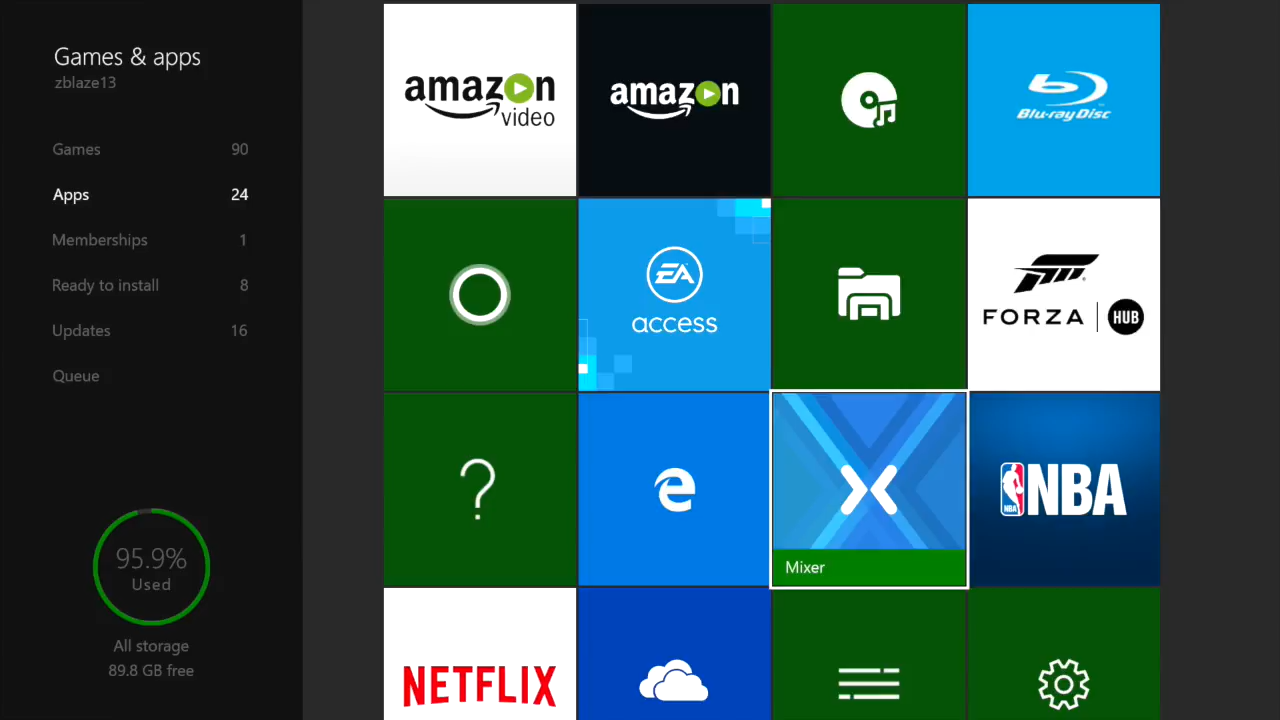 Games & apps
zblaze13
Games 90
Apps 24
Memberships 1
Ready to install 8
Updates 16
Queue
95.9%
Used
All storage
89.8 GB free
amazon
video
amazon
Blu-ray Disc
EA
access
FORZA HUB
?
e
Mixer
NBA
NBA
NETFLIX